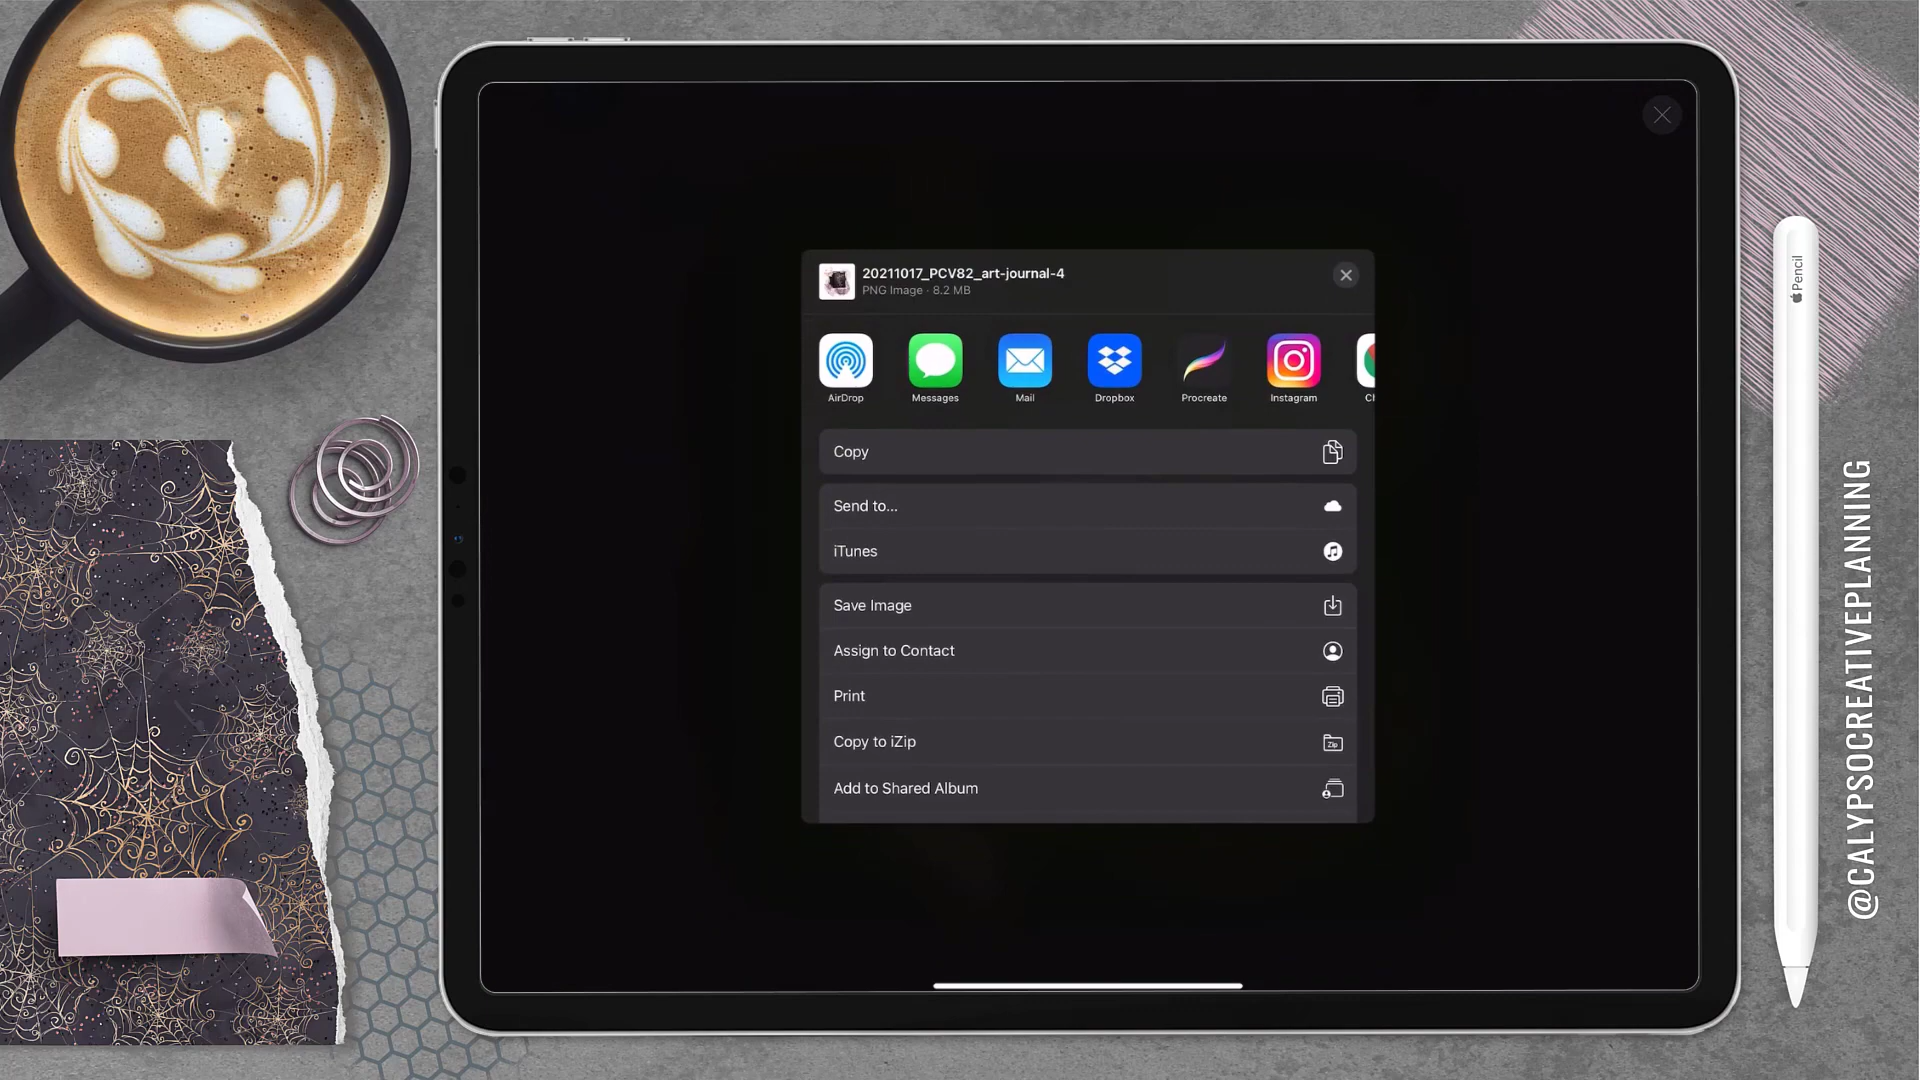 20211017_PCV82_art-journal-4
PNG Image · 8.2 MB
AirDrop
Messages
Mail
Dropbox
Procreate
Instagram
Copy
Send to...
iTunes
Save Image
Assign to Contact
Print
Copy to iZip
Zip
Add to Shared Album
Pencil
@CALYPSOCREATIVEPLANNING